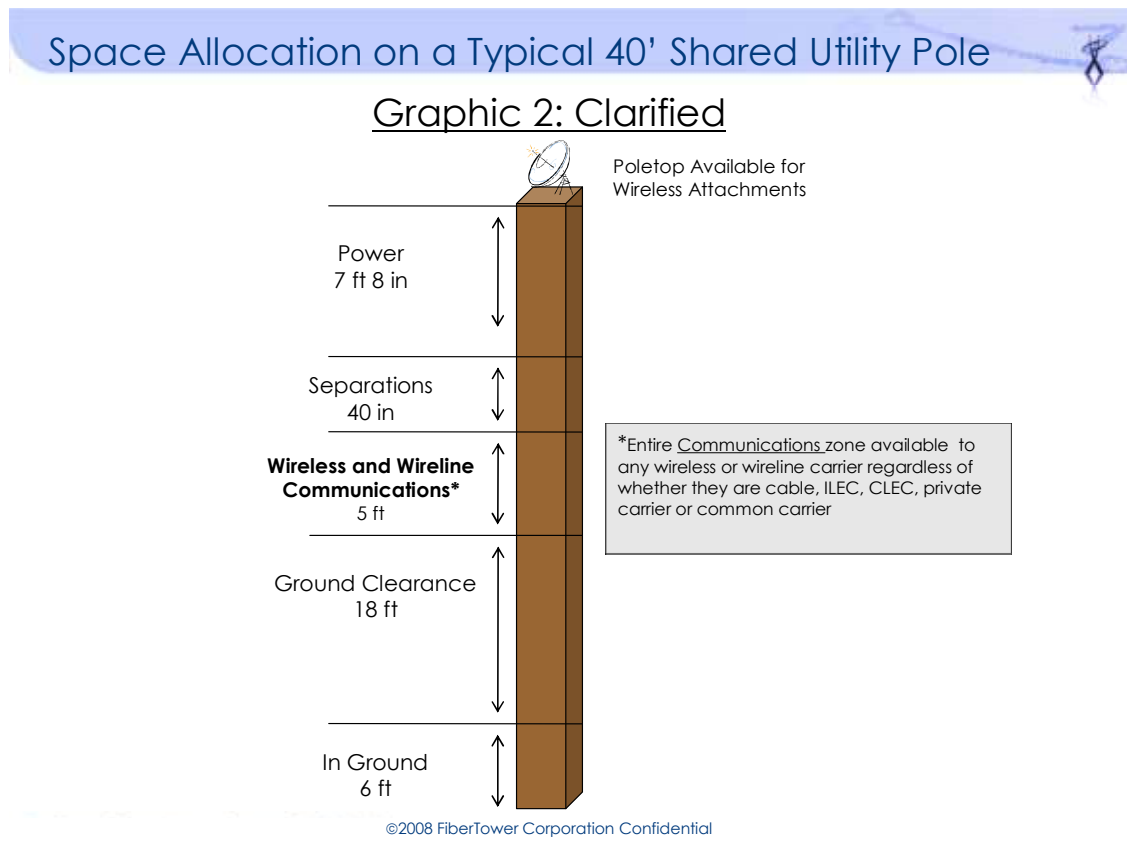 Space Allocation on a Typical 40’ Shared Utility Pole
Graphic 2: Clarified
Poletop Available for
Wireless Attachments
Power
7 ft 8 in
Separations
40 in
Wireless and Wireline
Communications*
5 ft
*Entire Communications zone available to
any wireless or wireline carrier regardless of
whether they are cable, ILEC, CLEC, private
carrier or common carrier
Ground Clearance
18 ft
In Ground
6 ft
©2008 FiberTower Corporation Confidential